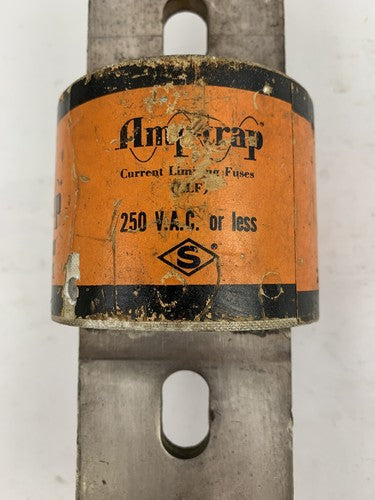 Amp-trap
Current Limiting Fuses
(C.L.F.)
250 V.A.C. or less
S